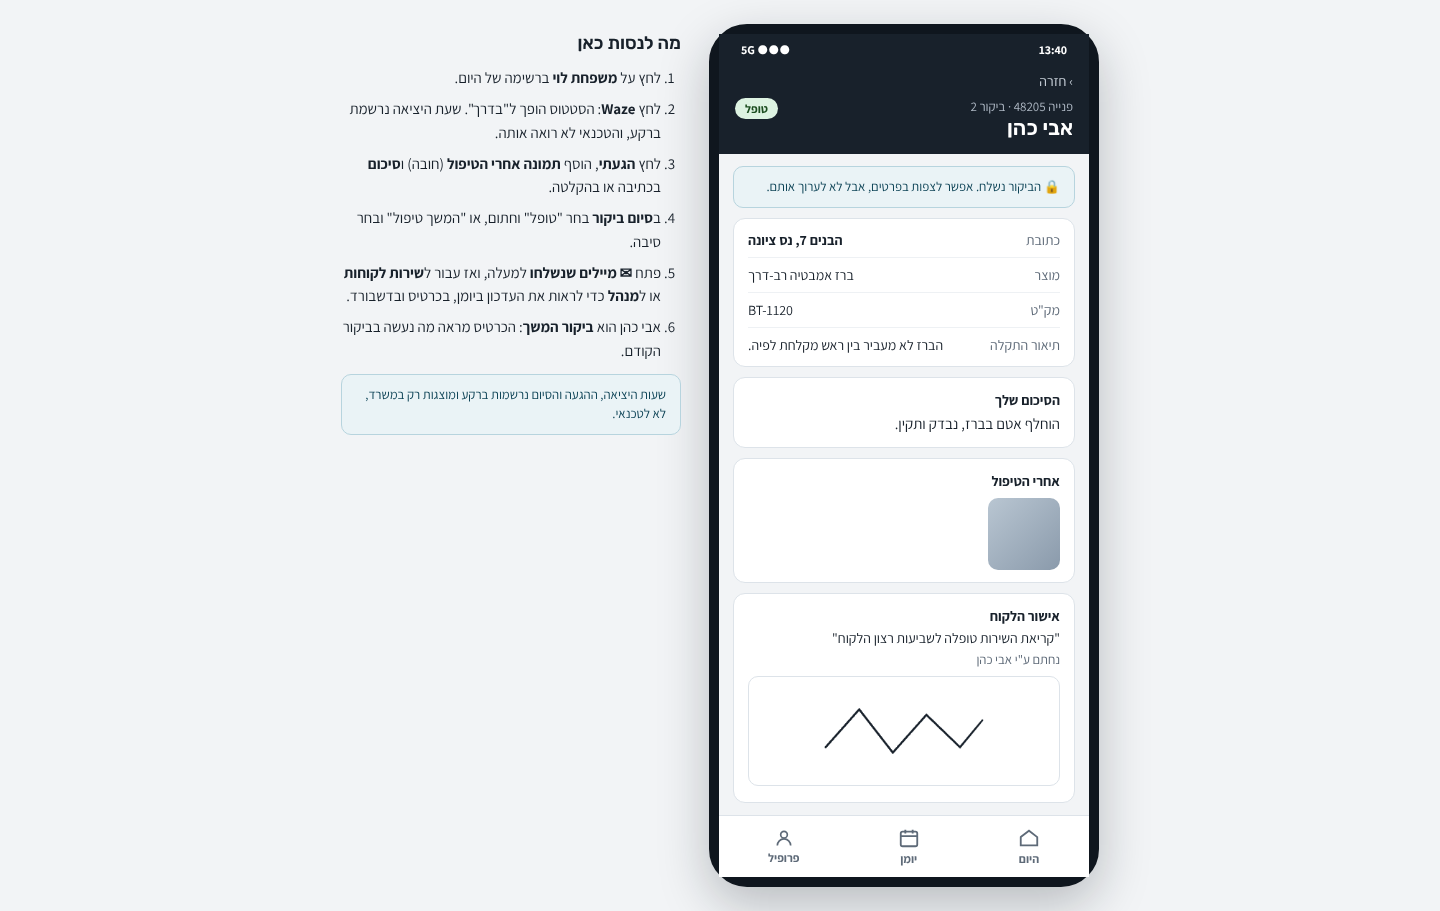 13:40
5G
‹ חזרה
פנייה 48205 · ביקור 2
אבי כהן
טופל
🔒 הביקור נשלח. אפשר לצפות בפרטים, אבל לא לערוך אותם.
כתובת הבנים 7, נס ציונה
מוצר ברז אמבטיה רב-דרך
מק"ט BT-1120
תיאור התקלה הברז לא מעביר בין ראש מקלחת לפיה.
הסיכום שלך
הוחלף אטם בברז, נבדק ותקין.
אחרי הטיפול
אישור הלקוח
"קריאת השירות טופלה לשביעות רצון הלקוח"
נחתם ע"י אבי כהן
היום
יומן
פרופיל
מה לנסות כאן
1. לחץ על משפחת לוי ברשימה של היום.
2. לחץ Waze: הסטטוס הופך ל"בדרך". שעת היציאה נרשמת
ברקע, והטכנאי לא רואה אותה.
3. לחץ הגעתי, הוסף תמונה אחרי הטיפול (חובה) וסיכום
בכתיבה או בהקלטה.
4. בסיום ביקור בחר "טופל" וחתום, או "המשך טיפול" ובחר
סיבה.
5. פתח ✉ מיילים שנשלחו למעלה, ואז עבור לשירות לקוחות
או למנהל כדי לראות את העדכון ביומן, בכרטיס ובדשבורד.
6. אבי כהן הוא ביקור המשך: הכרטיס מראה מה נעשה בביקור
הקודם.
שעות היציאה, ההגעה והסיום נרשמות ברקע ומוצגות רק במשרד,
לא לטכנאי.